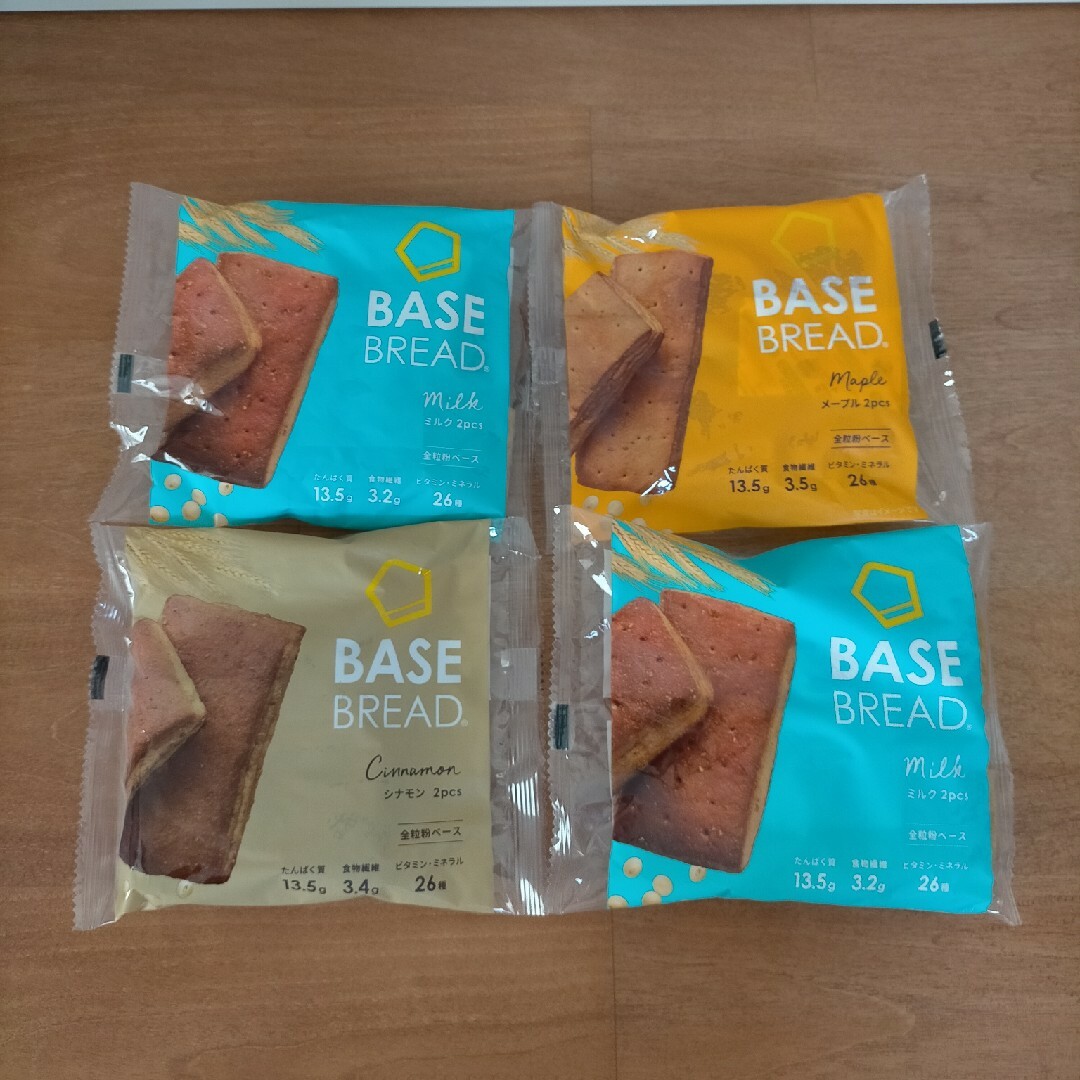 BASE
BREAD®
Milk
ミルク 2pcs
全粒粉ベース
たんぱく質 食物繊維 ビタミン・ミネラル
13.5g 3.2g 26種
BASE
BREAD®
Maple
メープル 2pcs
全粒粉ベース
たんぱく質 食物繊維 ビタミン・ミネラル
13.5g 3.5g 26種
BASE
BREAD®
Cinnamon
シナモン 2pcs
全粒粉ベース
たんぱく質 食物繊維 ビタミン・ミネラル
13.5g 3.4g 26種
BASE
BREAD®
Milk
ミルク 2pcs
全粒粉ベース
たんぱく質 食物繊維 ビタミン・ミネラル
13.5g 3.2g 26種